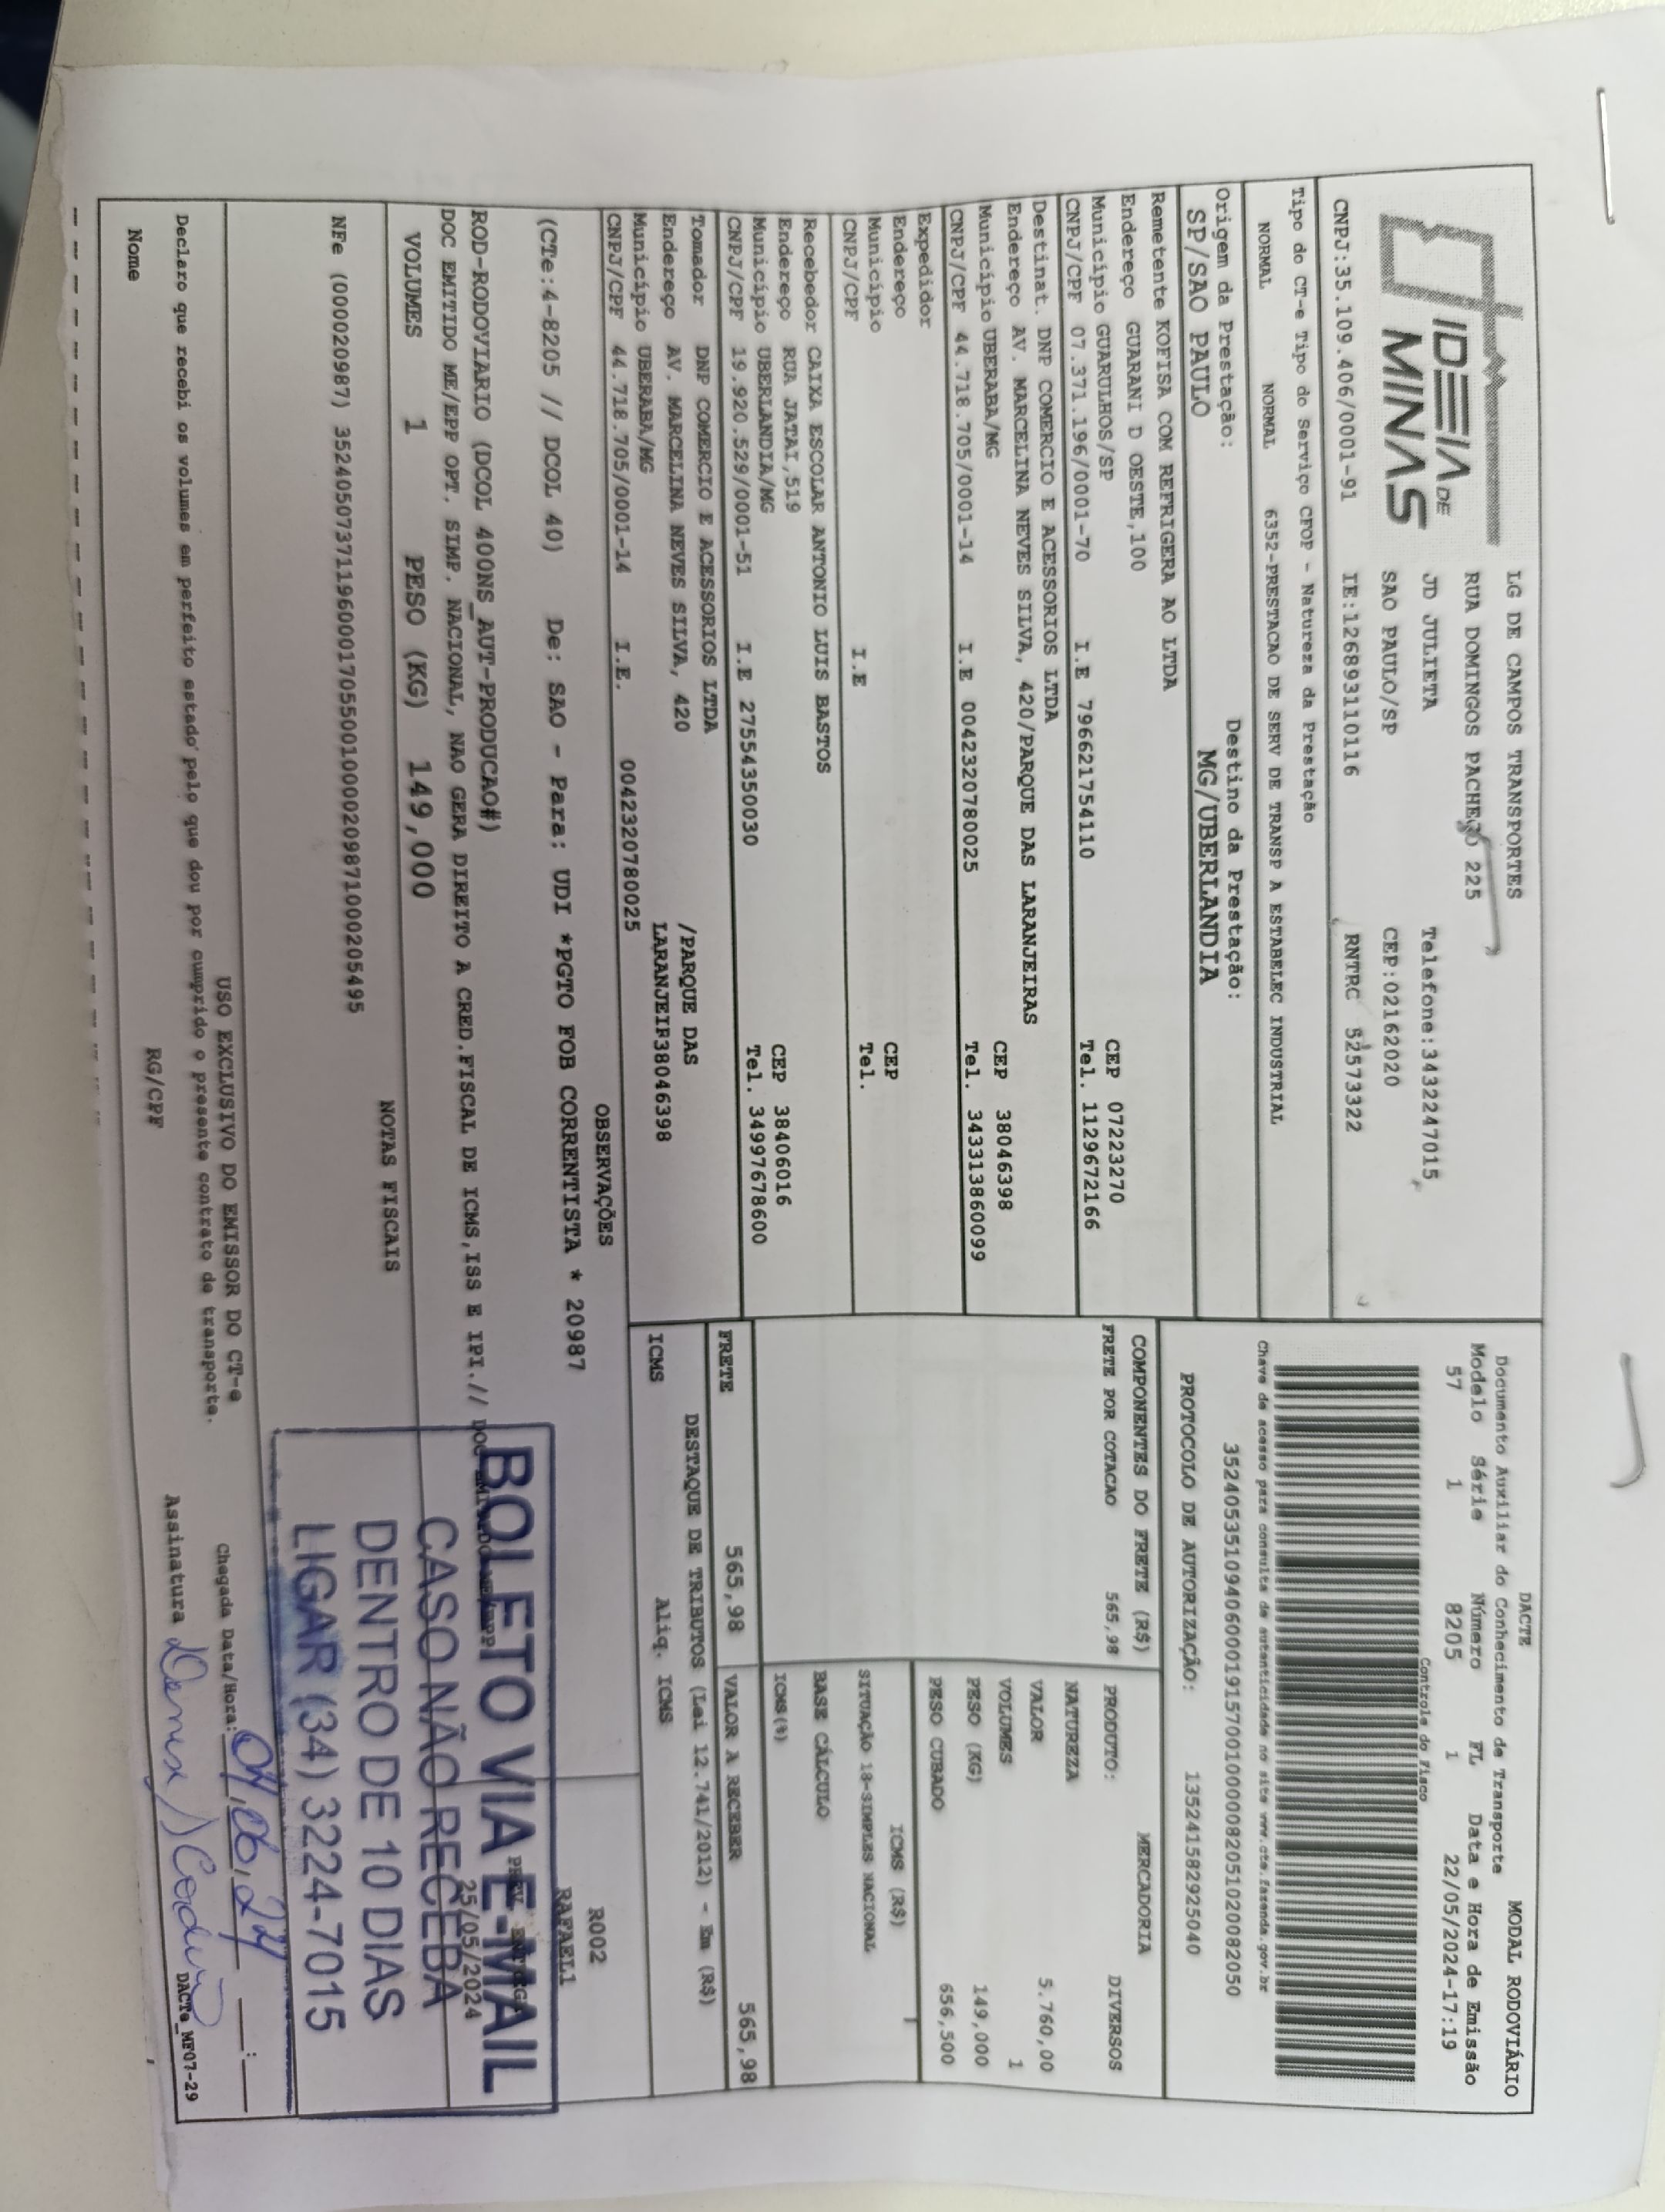 IDEIA DE
MINAS
LG DE CAMPOS TRANSPORTES
RUA DOMINGOS PACHECO 225
JD JULIETA Telefone:3432247015
SAO PAULO/SP CEP:02162020
CNPJ:35.109.406/0001-91 IE:126893110116 RNTRC 52573322
Tipo do CT-e Tipo do Serviço CFOP - Natureza da Prestação
NORMAL NORMAL 6352-PRESTACAO DE SERV DE TRANSP A ESTABELEC INDUSTRIAL
Origem da Prestação: Destino da Prestação:
SP/SAO PAULO MG/UBERLANDIA
DACTE MODAL RODOVIÁRIO
Documento Auxiliar do Conhecimento de Transporte
Modelo Série Número FL Data e Hora de Emissão
57 1 8205 1 22/05/2024-17:19
Controle do Fisco
Chave de acesso para consulta de autenticidade no site www.cte.fazenda.gov.br
35240535109406000191570010000082051020082050
PROTOCOLO DE AUTORIZAÇÃO: 135241582925040
Remetente KOFISA COM REFRIGERA AO LTDA
Endereço GUARANI D OESTE,100 CEP 07223270
Município GUARULHOS/SP Tel. 1129672166
CNPJ/CPF 07.371.196/0001-70 I.E 796621754110
Destinat. DNP COMERCIO E ACESSORIOS LTDA
Endereço AV. MARCELINA NEVES SILVA, 420/PARQUE DAS LARANJEIRAS
Município UBERABA/MG CEP 38046398
CNPJ/CPF 44.718.705/0001-14 I.E 0042320780025 Tel. 343313860099
Expedidor
Endereço CEP
Município Tel.
CNPJ/CPF I.E
Recebedor CAIXA ESCOLAR ANTONIO LUIS BASTOS
Endereço RUA JATAI,519 CEP 38406016
Município UBERLANDIA/MG Tel. 34997678600
CNPJ/CPF 19.920.529/0001-51 I.E 2755435030
Tomador DNP COMERCIO E ACESSORIOS LTDA
Endereço AV. MARCELINA NEVES SILVA, 420 /PARQUE DAS
Município UBERABA/MG LARANJEIR38046398
CNPJ/CPF 44.718.705/0001-14 I.E. 0042320780025
COMPONENTES DO FRETE (R$)
FRETE POR COTACAO 565,98
MERCADORIA
PRODUTO: DIVERSOS
NATUREZA
VALOR 5.760,00
VOLUMES 1
PESO (KG) 149,000
PESO CUBADO 656,500
ICMS (R$)
SITUAÇÃO 18-SIMPLES NACIONAL
BASE CÁLCULO
ICMS(%)
FRETE 565,98 VALOR A RECEBER 565,98
DESTAQUE DE TRIBUTOS (Lei 12.741/2012) - Em (R$)
ICMS Aliq. ICMS
OBSERVAÇÕES
(CTe:4-8205 // DCOL 40) De: SAO - Para: UDI *PGTO FOB CORRENTISTA * 20987
R002
RAFAEL1
ROD-RODOVIARIO (DCOL 40ONS_AUT-PRODUCAO#)
DOC EMITIDO ME/EPP OPT. SIMP. NACIONAL, NAO GERA DIREITO A CRED.FISCAL DE ICMS,ISS E IPI.//
PREV. ENTREGA
25/05/2024
VOLUMES 1 PESO (KG) 149,000
NOTAS FISCAIS
NFe (000020987) 35240507371196000170550010000209871000205495
BOLETO VIA E-MAIL
CASO NÃO RECEBA
DENTRO DE 10 DIAS
LIGAR (34) 3224-7015
USO EXCLUSIVO DO EMISSOR DO CT-e
Declaro que recebi os volumes em perfeito estado pelo que dou por cumprido o presente contrato de transporte.
Chegada Data/Hora: 04,06,24 :
Nome RG/CPF Assinatura
DACTe_MF07-29